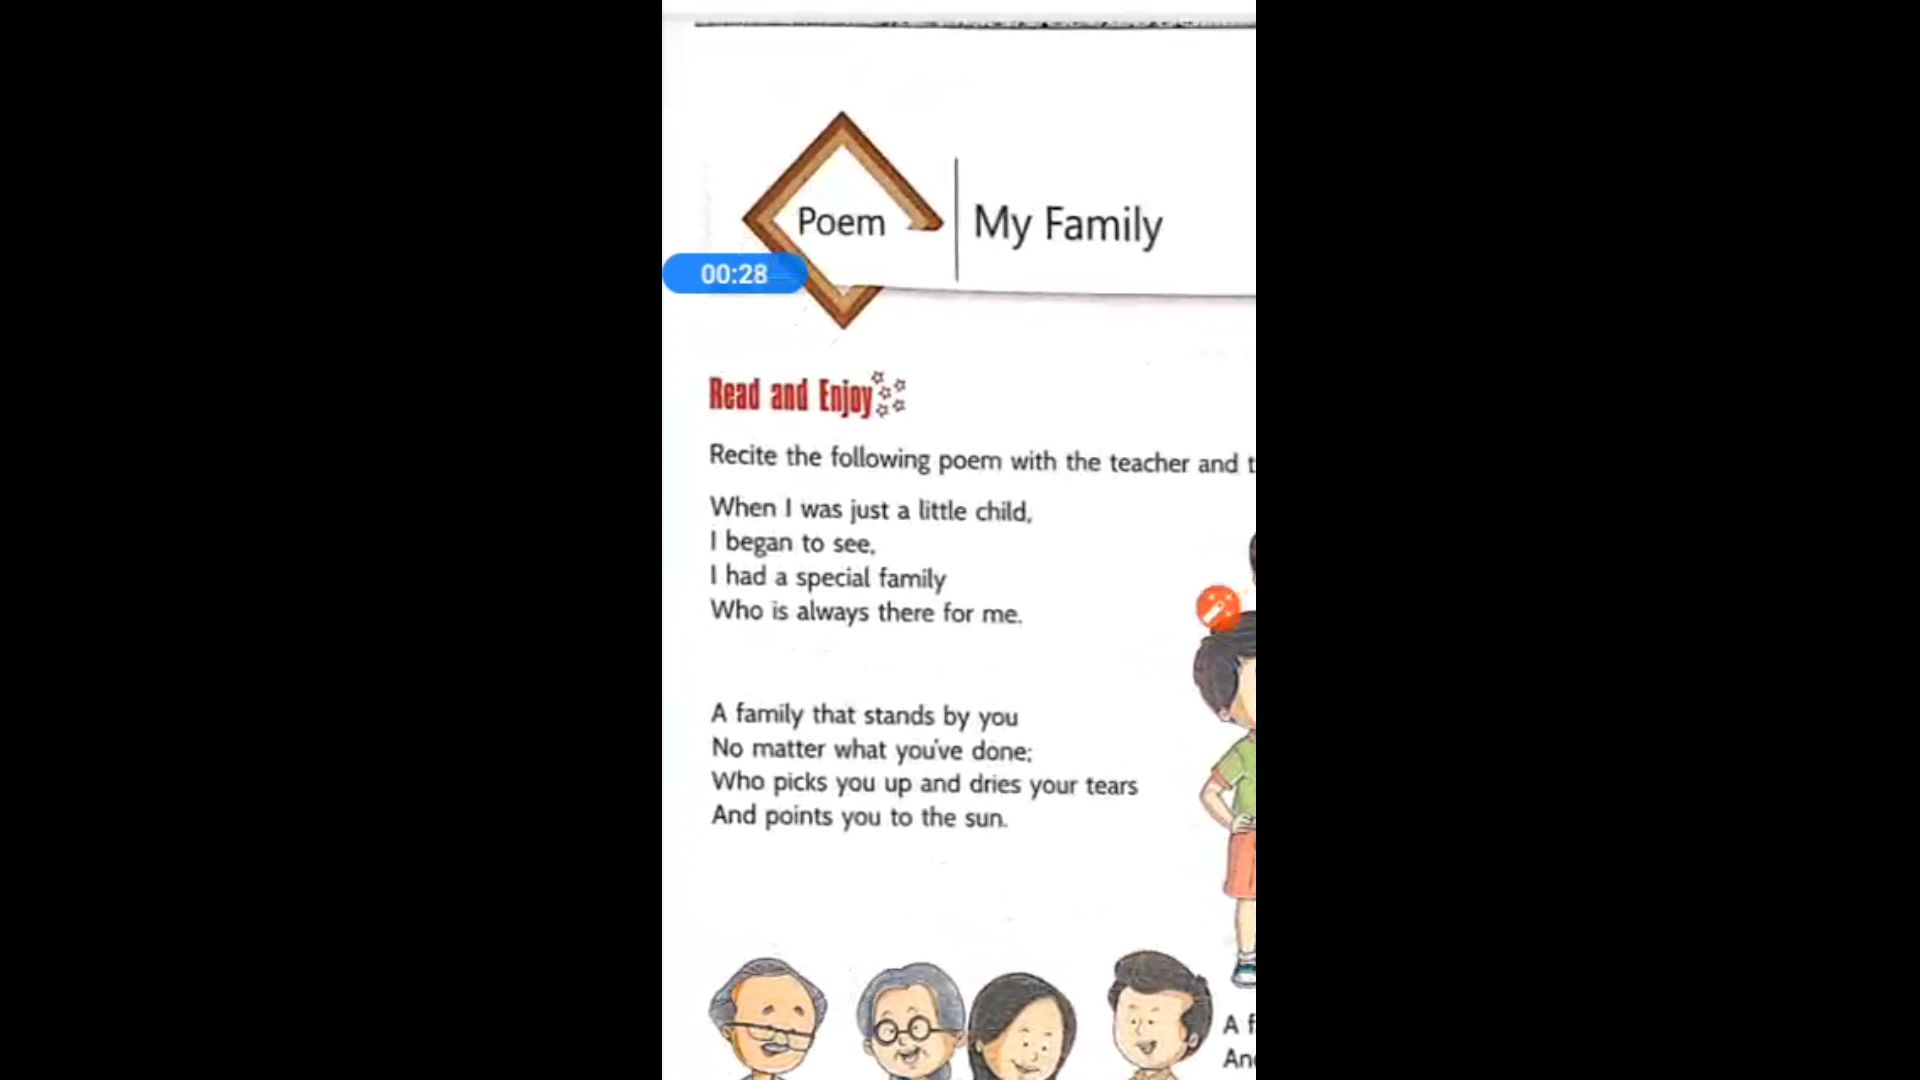 Poem
My Family
00:28
Read and Enjoy
Recite the following poem with the teacher and
When I was just a little child,
I began to see,
I had a special family
Who is always there for me.
A family that stands by you
No matter what you've done;
Who picks you up and dries your tears
And points you to the sun.
A f
An